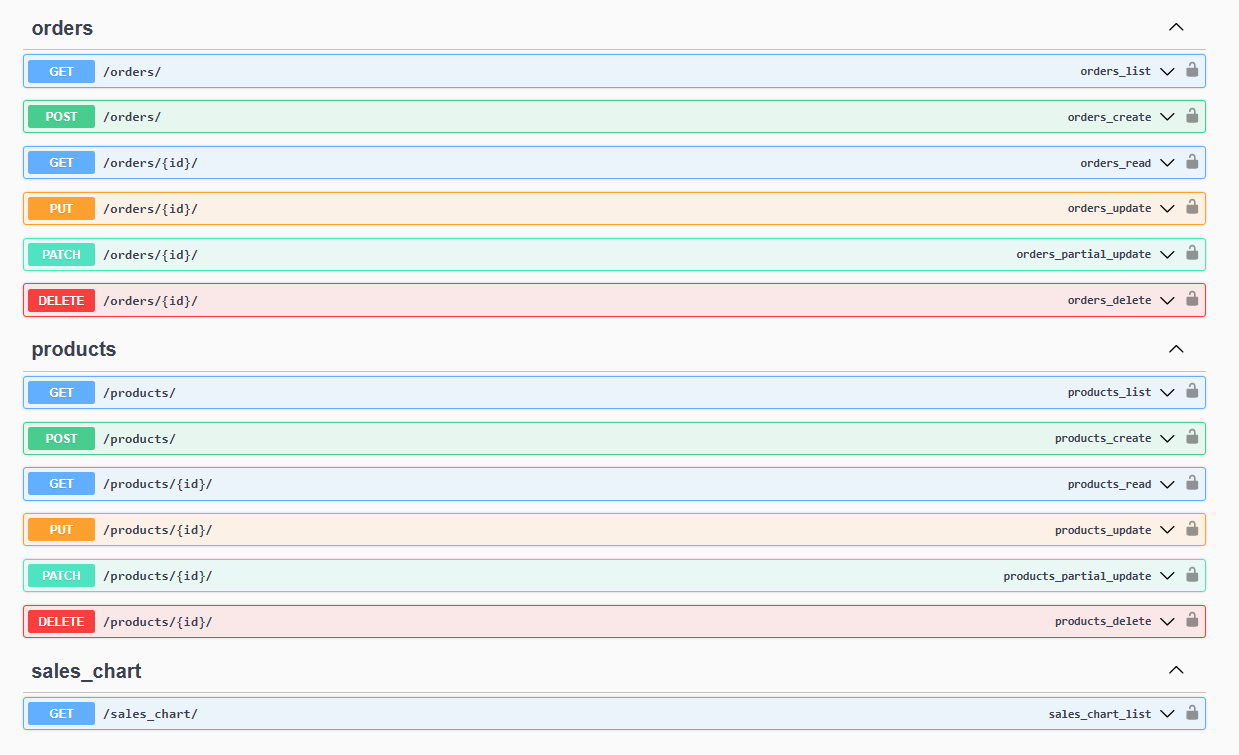 orders
GET /orders/ orders_list
POST /orders/ orders_create
GET /orders/{id}/ orders_read
PUT /orders/{id}/ orders_update
PATCH /orders/{id}/ orders_partial_update
DELETE /orders/{id}/ orders_delete
products
GET /products/ products_list
POST /products/ products_create
GET /products/{id}/ products_read
PUT /products/{id}/ products_update
PATCH /products/{id}/ products_partial_update
DELETE /products/{id}/ products_delete
sales_chart
GET /sales_chart/ sales_chart_list